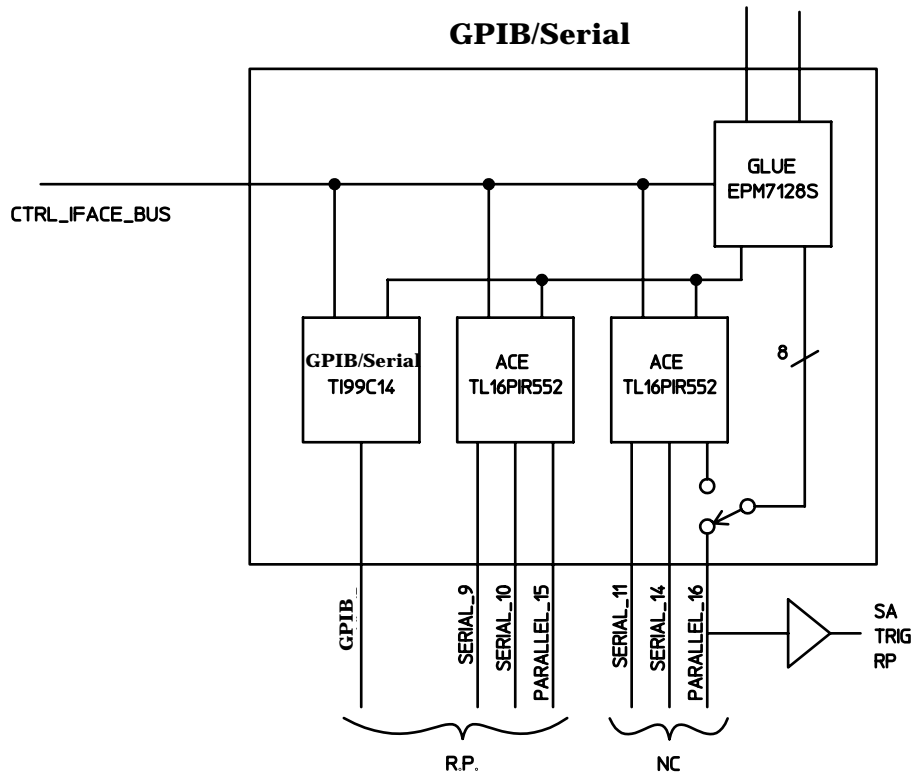 GPIB/Serial
GLUE
EPM7128S
CTRL_IFACE_BUS
GPIB/Serial
TI99C14
ACE
TL16PIR552
ACE
TL16PIR552
8
GPIB
SERIAL_9
SERIAL_10
PARALLEL_15
SERIAL_11
SERIAL_14
PARALLEL_16
SA
TRIG
RP
R.P.
NC